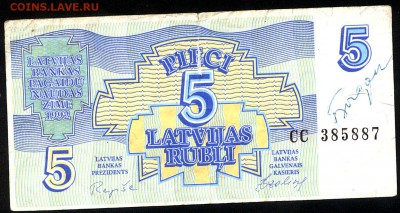 COINS.LAVE.RU
LATVIJAS
BANKAS
PAGAIDU
NAUDAS
ZĪME
1992
PIECI
5
LATVIJAS
RUBĻI
5
5
CC 385887
LATVIJAS
BANKAS
PREZIDENTS
LATVIJAS
BANKAS
GALVENAIS
KASIERIS